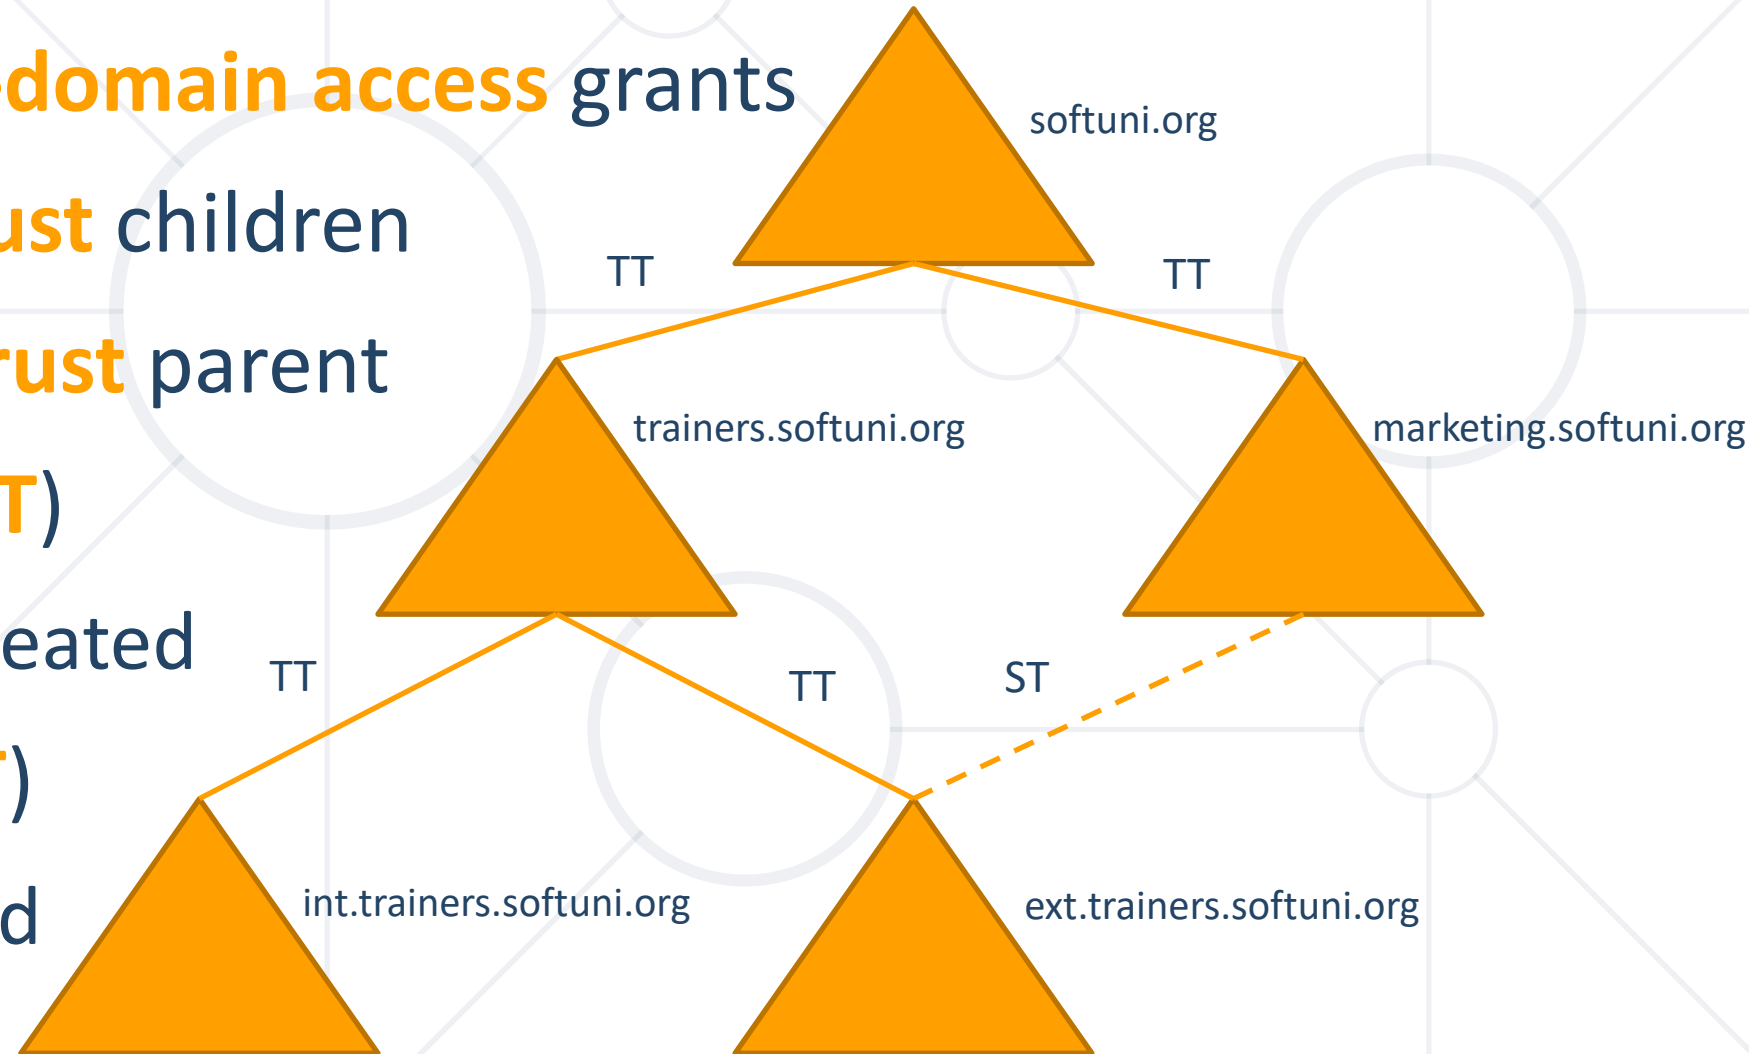 domain access grants
softuni.org
ust children
TT
TT
rust parent
trainers.softuni.org
marketing.softuni.org
T)
eated
TT
TT
ST
)
d
int.trainers.softuni.org
ext.trainers.softuni.org